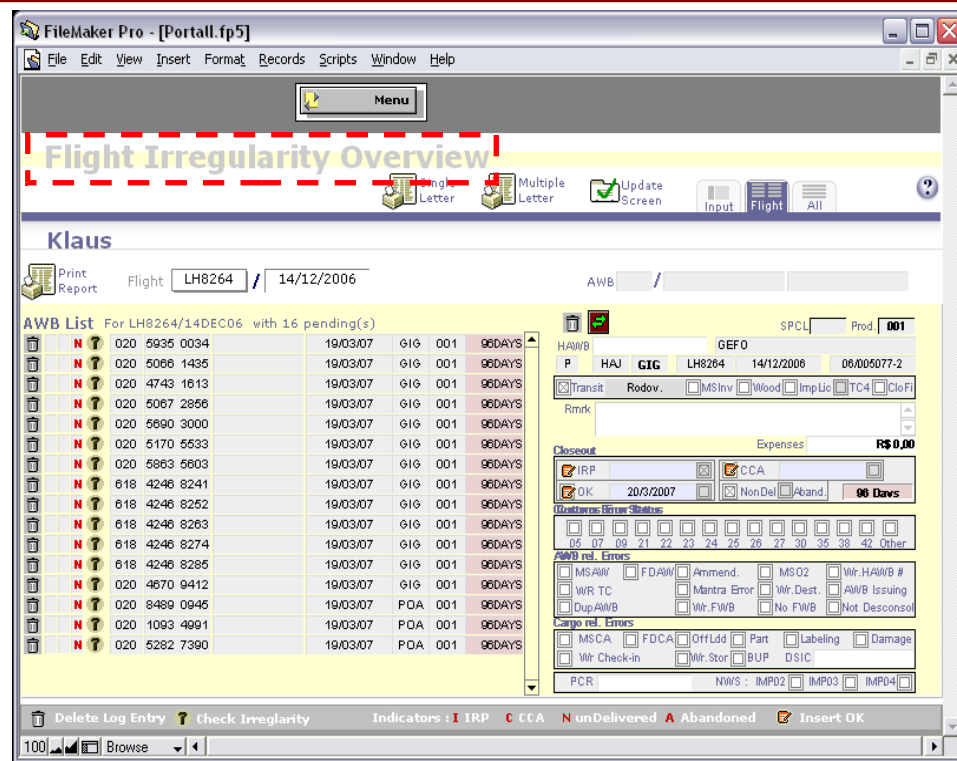 FileMaker Pro - [Portall.fp5]
File Edit View Insert Format Records Scripts Window Help
Menu
Flight Irregularity Overview
Single Letter
Multiple Letter
Update Screen
Input Flight All
?
Klaus
Print Report
Flight LH8264 / 14/12/2006
AWB /
AWB List For LH8264/14DEC06 with 16 pending(s)
N ? 020 5935 0034 19/03/07 GIG 001 96DAYS
N ? 020 5066 1435 19/03/07 GIG 001 96DAYS
N ? 020 4743 1613 19/03/07 GIG 001 96DAYS
N ? 020 5067 2856 19/03/07 GIG 001 96DAYS
N ? 020 5690 3000 19/03/07 GIG 001 96DAYS
N ? 020 5170 5533 19/03/07 GIG 001 96DAYS
N ? 020 5863 5603 19/03/07 GIG 001 96DAYS
N ? 618 4246 8241 19/03/07 GIG 001 96DAYS
N ? 618 4246 8252 19/03/07 GIG 001 96DAYS
N ? 618 4246 8263 19/03/07 GIG 001 96DAYS
N ? 618 4246 8274 19/03/07 GIG 001 96DAYS
N ? 618 4246 8285 19/03/07 GIG 001 96DAYS
N ? 020 4670 9412 19/03/07 GIG 001 96DAYS
N ? 020 8489 0945 19/03/07 POA 001 96DAYS
N ? 020 1093 4991 19/03/07 POA 001 96DAYS
N ? 020 5282 7390 19/03/07 POA 001 96DAYS
SPCL Prod. 001
HAWB GEFO
P HAJ GIG LH8264 14/12/2006 06/005077-2
Transit Rodov. MSInv Wood ImpLic TC4 CloFi
Rmrk
Expenses R$ 0,00
Closeout
IRP CCA
OK 20/3/2007 NonDel Aband. 96 Days
Customs Error Status
05 07 09 21 22 23 24 25 26 27 30 35 38 42 Other
AWB rel. Errors
MSAW FDAW Ammend. MSO2 Wr.HAWB #
WR TC Mantra Error Wr.Dest. AWB Issuing
DupAWB Wr.FWB No FWB Not Desconsol
Cargo rel. Errors
MSCA FDCA OffLdd Part Labeling Damage
Wr Check-in Wr.Stor BUP DSIC
PCR NWS : IMP02 IMP03 IMP04
Delete Log Entry ? Check Irreglarity Indicators : I IRP C CCA N unDelivered A Abandoned Insert OK
100 Browse